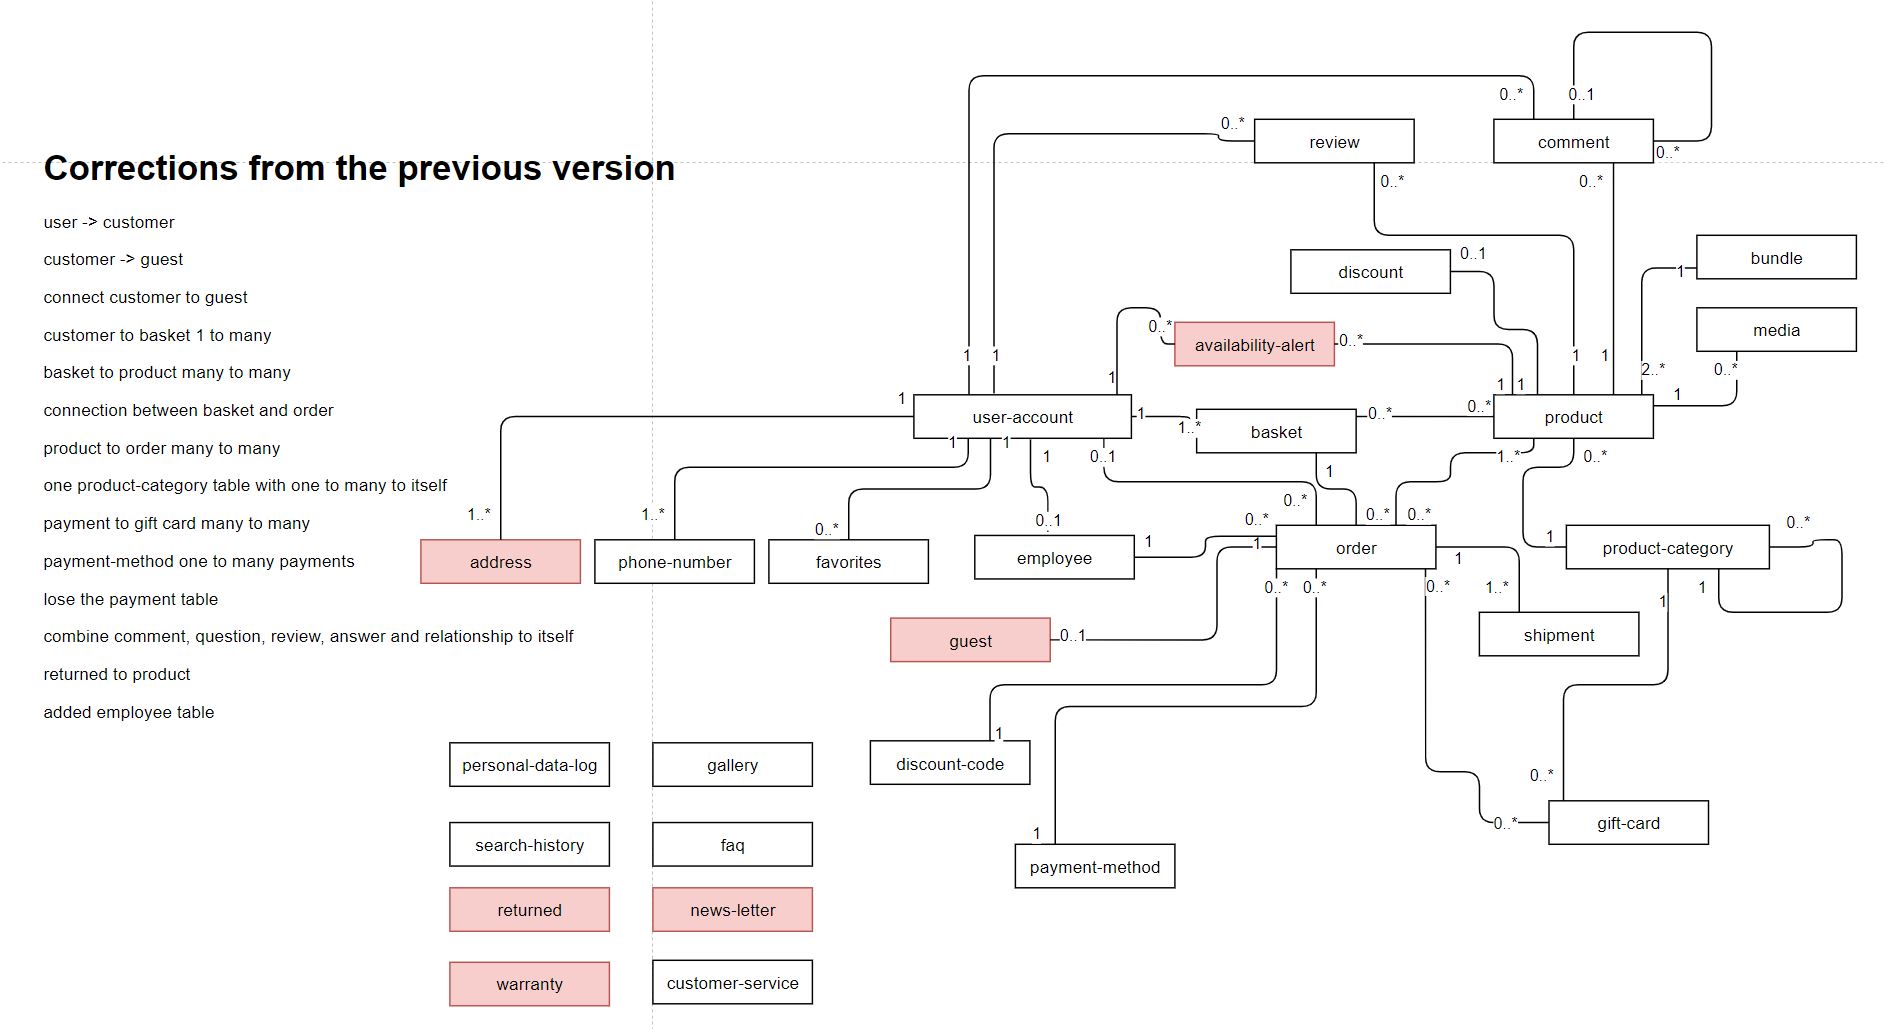 Corrections from the previous version
user -> customer
customer -> guest
connect customer to guest
customer to basket 1 to many
basket to product many to many
connection between basket and order
product to order many to many
one product-category table with one to many to itself
payment to gift card many to many
payment-method one to many payments
lose the payment table
combine comment, question, review, answer and relationship to itself
returned to product
added employee table
0..*
0..1
0..*
review
comment
0..*
0..*
0..*
0..1
discount
bundle
1
0..*
availability-alert
0..*
media
1
1
1
1
2..*
0..*
1
1
1
1
1
user-account
1
1..*
basket
0..*
0..*
product
1
1
1
0..1
1
1..*
0..*
1..*
1..*
0..*
0..1
0..*
0..*
0..*
0..*
0..*
address
phone-number
favorites
employee
1
1
order
1
1
product-category
0..*
0..*
0..*
1..*
1
1
guest
0..1
shipment
1
discount-code
personal-data-log
gallery
0..*
1
0..*
gift-card
payment-method
search-history
faq
returned
news-letter
warranty
customer-service